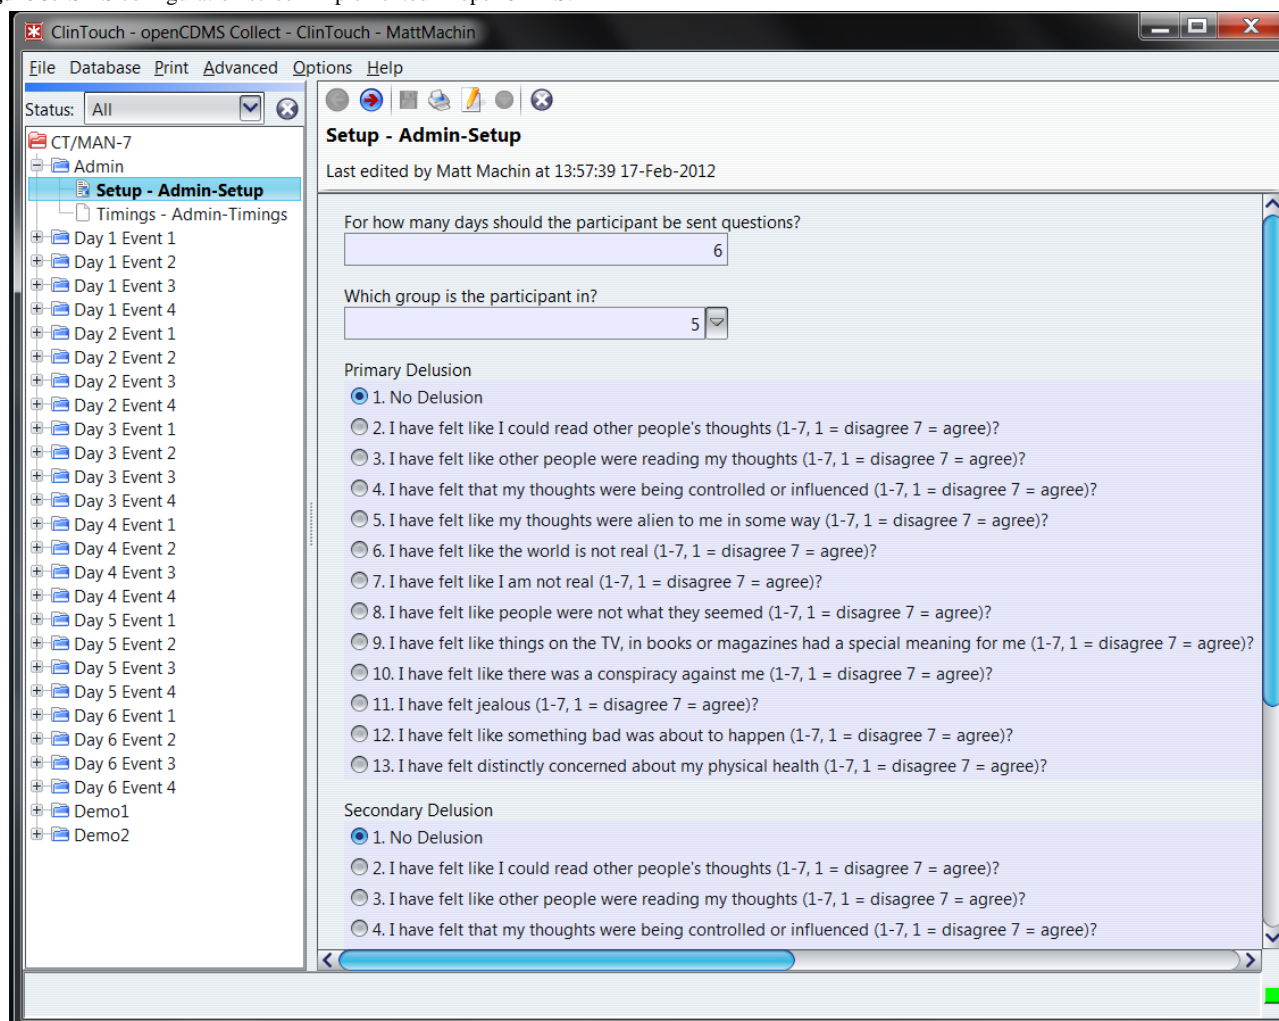 ClinTouch - openCDMS Collect - ClinTouch - MattMachin
File Database Print Advanced Options Help
Status: All
CT/MAN-7
Admin
Setup - Admin-Setup
Timings - Admin-Timings
Day 1 Event 1
Day 1 Event 2
Day 1 Event 3
Day 1 Event 4
Day 2 Event 1
Day 2 Event 2
Day 2 Event 3
Day 2 Event 4
Day 3 Event 1
Day 3 Event 2
Day 3 Event 3
Day 3 Event 4
Day 4 Event 1
Day 4 Event 2
Day 4 Event 3
Day 4 Event 4
Day 5 Event 1
Day 5 Event 2
Day 5 Event 3
Day 5 Event 4
Day 6 Event 1
Day 6 Event 2
Day 6 Event 3
Day 6 Event 4
Demo1
Demo2
Setup - Admin-Setup
Last edited by Matt Machin at 13:57:39 17-Feb-2012
For how many days should the participant be sent questions?
6
Which group is the participant in?
5
Primary Delusion
1. No Delusion
2. I have felt like I could read other people's thoughts (1-7, 1 = disagree 7 = agree)?
3. I have felt like other people were reading my thoughts (1-7, 1 = disagree 7 = agree)?
4. I have felt that my thoughts were being controlled or influenced (1-7, 1 = disagree 7 = agree)?
5. I have felt like my thoughts were alien to me in some way (1-7, 1 = disagree 7 = agree)?
6. I have felt like the world is not real (1-7, 1 = disagree 7 = agree)?
7. I have felt like I am not real (1-7, 1 = disagree 7 = agree)?
8. I have felt like people were not what they seemed (1-7, 1 = disagree 7 = agree)?
9. I have felt like things on the TV, in books or magazines had a special meaning for me (1-7, 1 = disagree 7 = agree)?
10. I have felt like there was a conspiracy against me (1-7, 1 = disagree 7 = agree)?
11. I have felt jealous (1-7, 1 = disagree 7 = agree)?
12. I have felt like something bad was about to happen (1-7, 1 = disagree 7 = agree)?
13. I have felt distinctly concerned about my physical health (1-7, 1 = disagree 7 = agree)?
Secondary Delusion
1. No Delusion
2. I have felt like I could read other people's thoughts (1-7, 1 = disagree 7 = agree)?
3. I have felt like other people were reading my thoughts (1-7, 1 = disagree 7 = agree)?
4. I have felt that my thoughts were being controlled or influenced (1-7, 1 = disagree 7 = agree)?